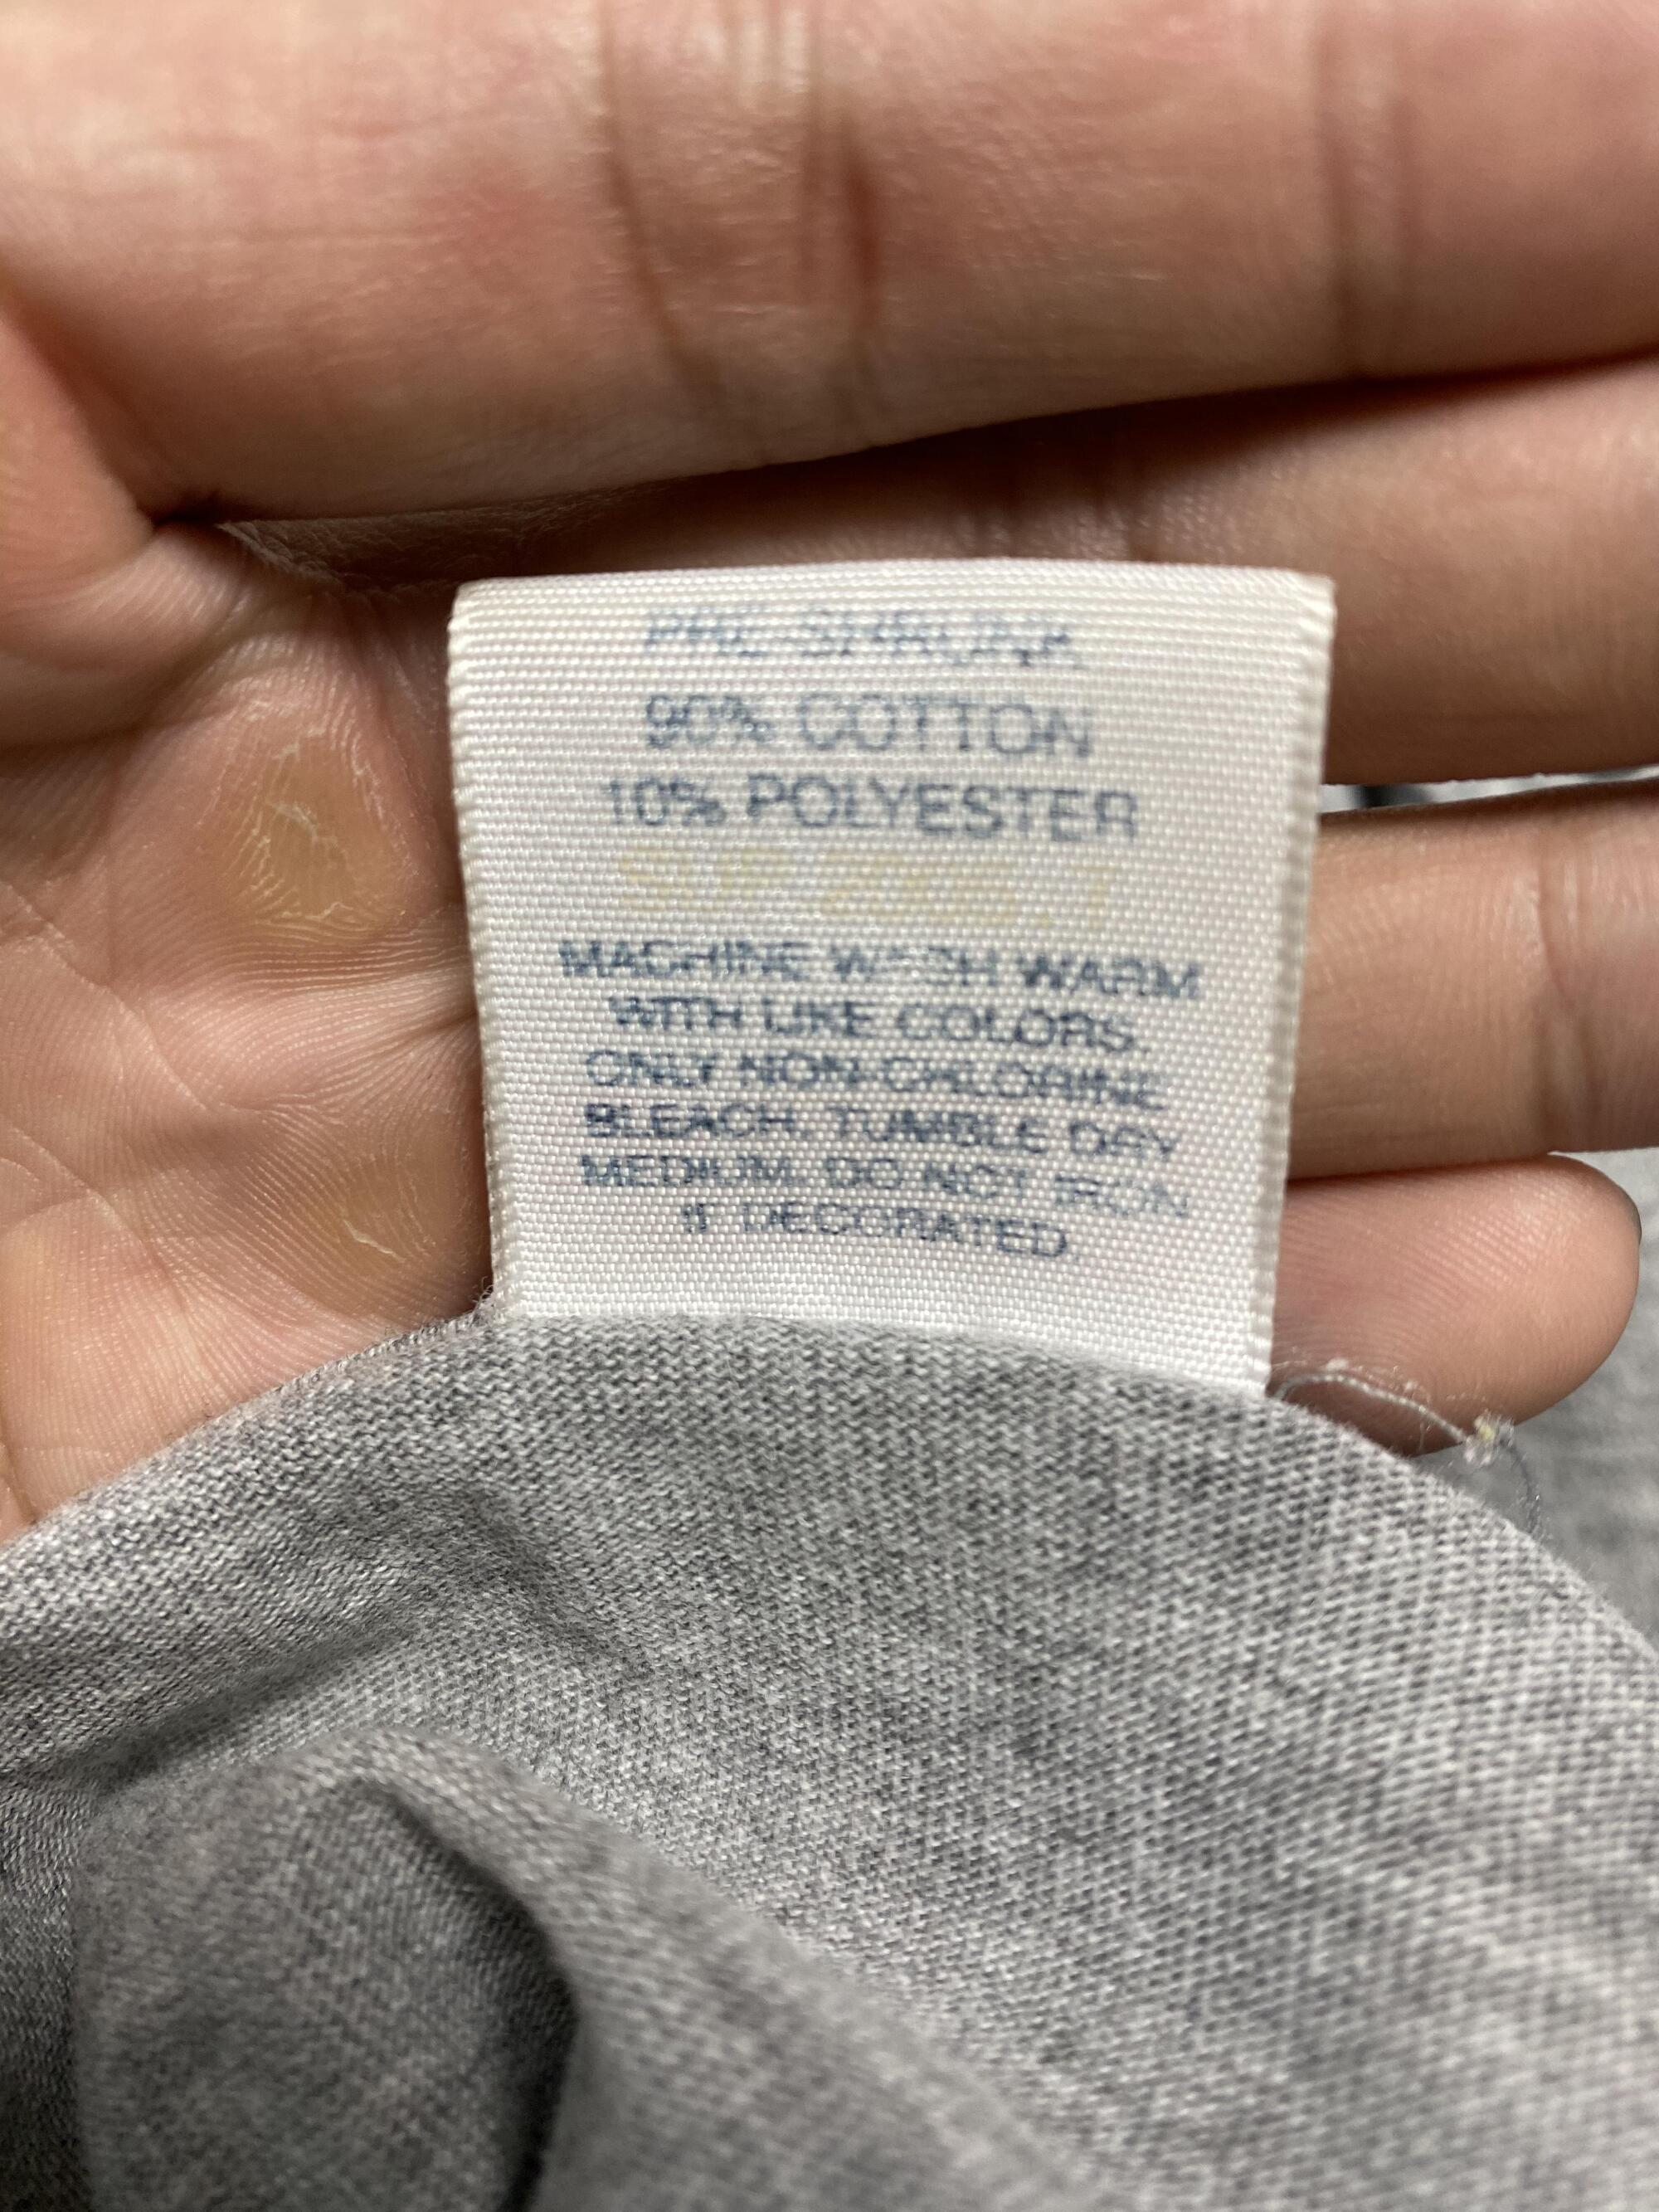 PRE-SHRUNK
90% COTTON
10% POLYESTER
MACHINE WASH WARM
WITH LIKE COLORS.
ONLY NON-CHLORINE
BLEACH. TUMBLE DRY
MEDIUM. DO NOT IRON
IF DECORATED.